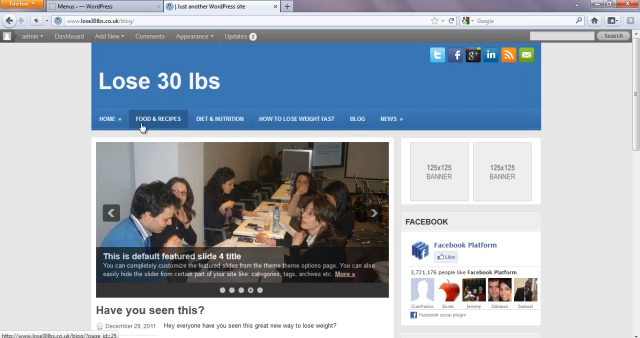 Firefox
Menus ‹ — WordPress
| Just another WordPress site
www.lose30lbs.co.uk/blog/
Google
admin
Dashboard
Add New
Comments
Appearance
Updates 2
Search
Lose 30 lbs
HOME »
FOOD & RECIPES
DIET & NUTRITION
HOW TO LOSE WEIGHT FAST
BLOG
NEWS »
125x125
BANNER
125x125
BANNER
This is default featured slide 4 title
You can completely customize the featured slides from the theme theme options page. You can also
easily hide the slider from certain part of your site like: categories, tags, archives etc. More »
FACEBOOK
Facebook Platform
Like
3,721,176 people like Facebook Platform.
Gianfranco
Jeremy
Samuel
Facebook social plugin
Have you seen this?
December 29, 2011
Hey everyone have you seen this great new way to lose weight?
http://www.lose30lbs.co.uk/blog/?page_id=25